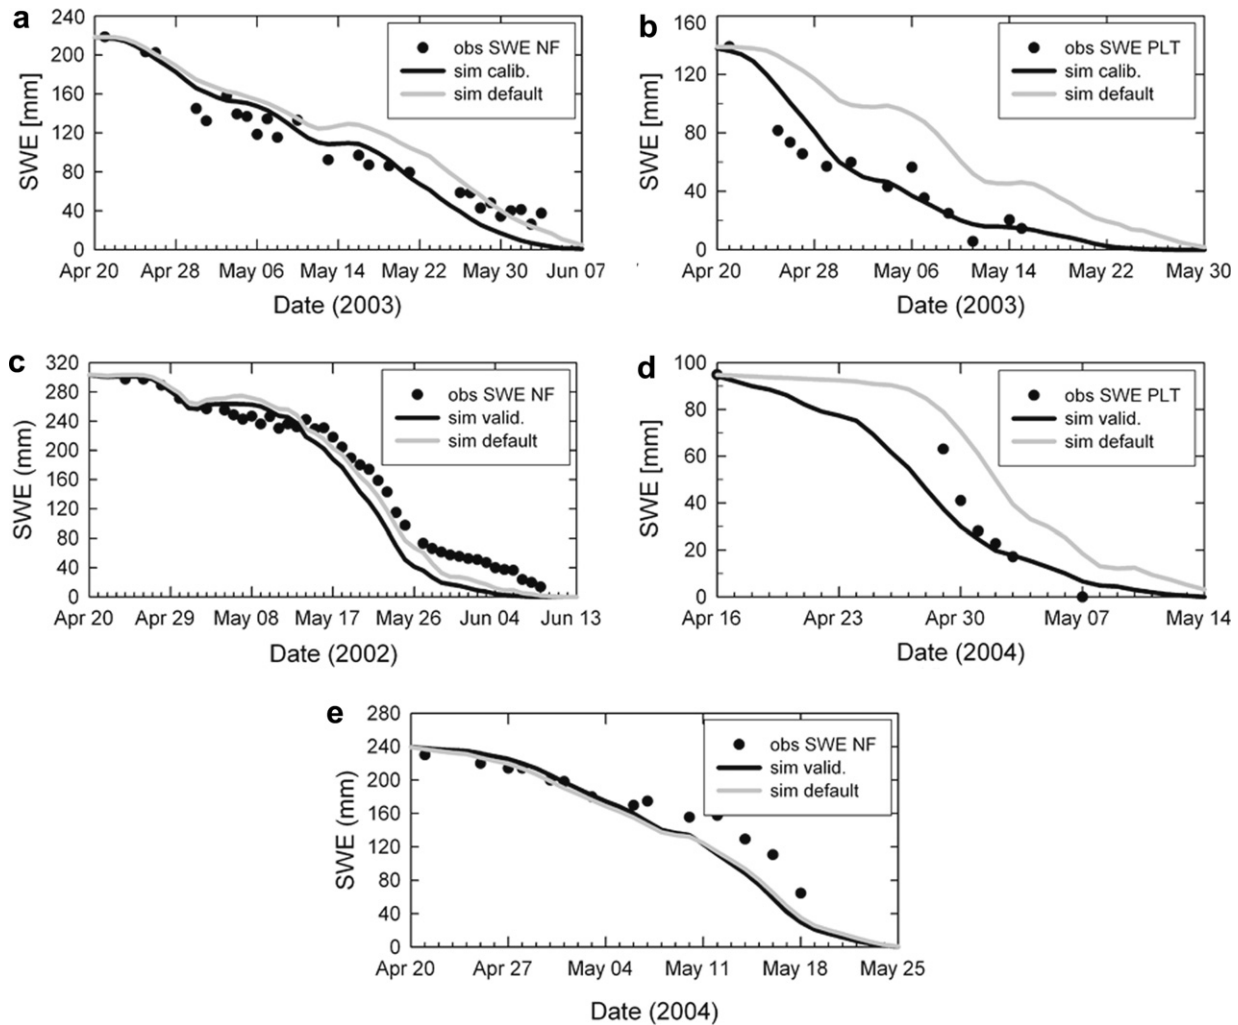 a
240
200
160
120
80
40
0
SWE [mm]
obs SWE NF
sim calib.
sim default
Apr 20 Apr 28 May 06 May 14 May 22 May 30 Jun 07
Date (2003)
b
160
120
80
40
0
SWE [mm]
obs SWE PLT
sim calib.
sim default
Apr 20 Apr 28 May 06 May 14 May 22 May 30
Date (2003)
c
320
280
240
200
160
120
80
40
0
SWE (mm)
obs SWE NF
sim valid.
sim default
Apr 20 Apr 29 May 08 May 17 May 26 Jun 04 Jun 13
Date (2002)
d
100
80
60
40
20
0
SWE [mm]
obs SWE PLT
sim valid.
sim default
Apr 16 Apr 23 Apr 30 May 07 May 14
Date (2004)
e
280
240
200
160
120
80
40
0
SWE (mm)
obs SWE NF
sim valid.
sim default
Apr 20 Apr 27 May 04 May 11 May 18 May 25
Date (2004)